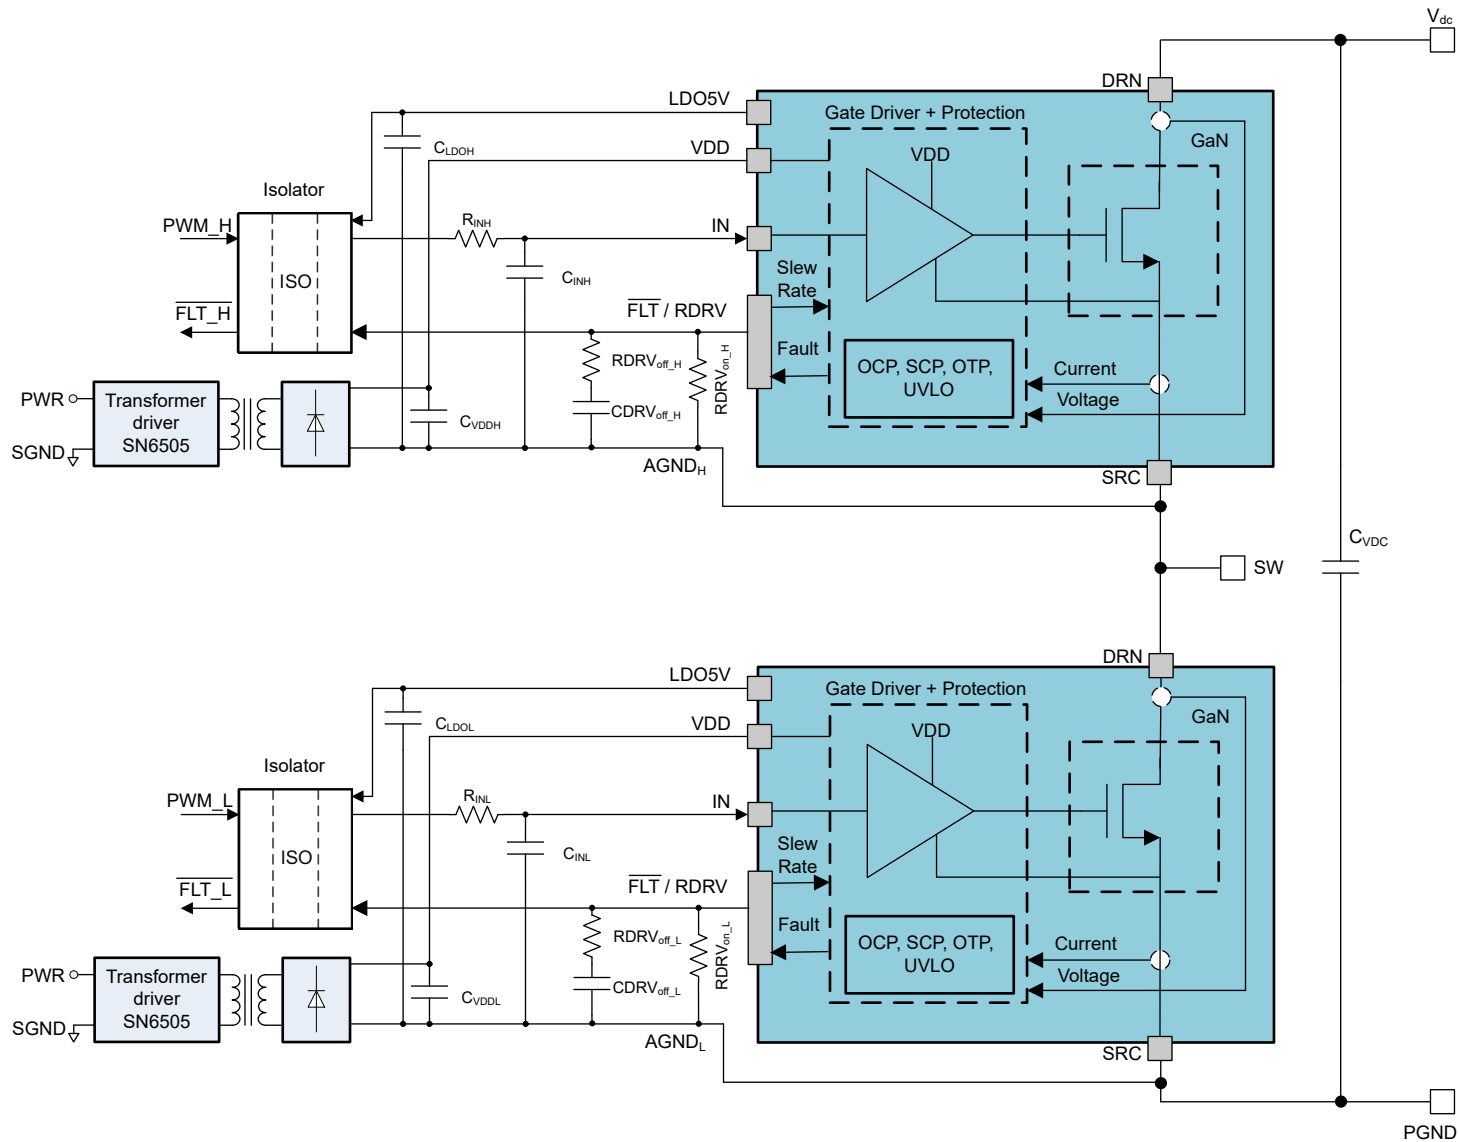 Vdc
DRN
LDO5V
Gate Driver + Protection
GaN
CLDOH
VDD
VDD
Isolator
PWM_H
RINH
IN
ISO
CINH
Slew
Rate
FLT_H
FLT / RDRV
RDRVoff_H
RDRVon_H
Fault
OCP, SCP, OTP,
UVLO
Current
Voltage
PWR
Transformer
driver
SN6505
CDRVoff_H
CVDDH
SGND
AGNDH
SRC
CVDC
SW
DRN
LDO5V
Gate Driver + Protection
GaN
CLDOL
VDD
VDD
Isolator
PWM_L
RINL
IN
ISO
CINL
Slew
Rate
FLT_L
FLT / RDRV
RDRVoff_L
RDRVon_L
Fault
OCP, SCP, OTP,
UVLO
Current
Voltage
PWR
Transformer
driver
SN6505
CDRVoff_L
CVDDL
SGND
AGNDL
SRC
PGND